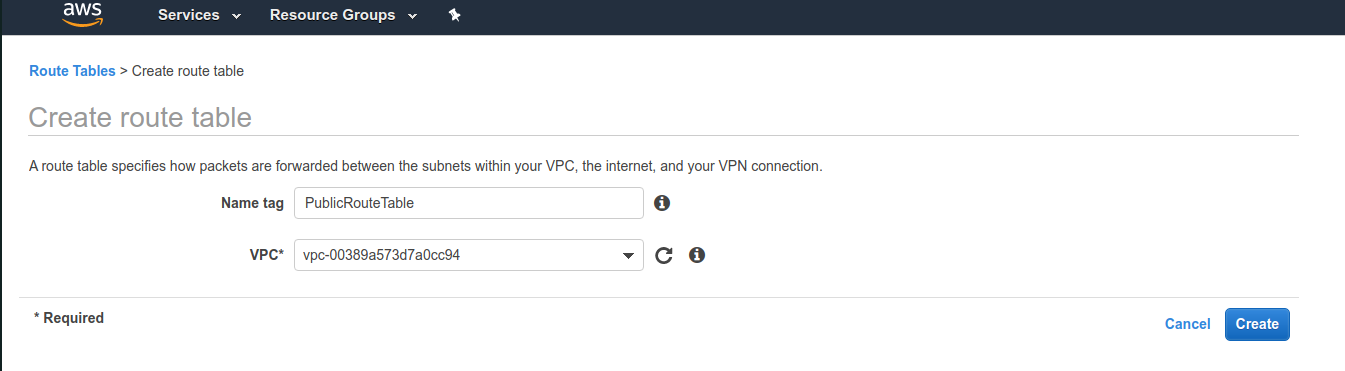 aws Services Resource Groups
Route Tables > Create route table
Create route table
A route table specifies how packets are forwarded between the subnets within your VPC, the internet, and your VPN connection.
Name tag PublicRouteTable
VPC* vpc-00389a573d7a0cc94
* Required Cancel Create